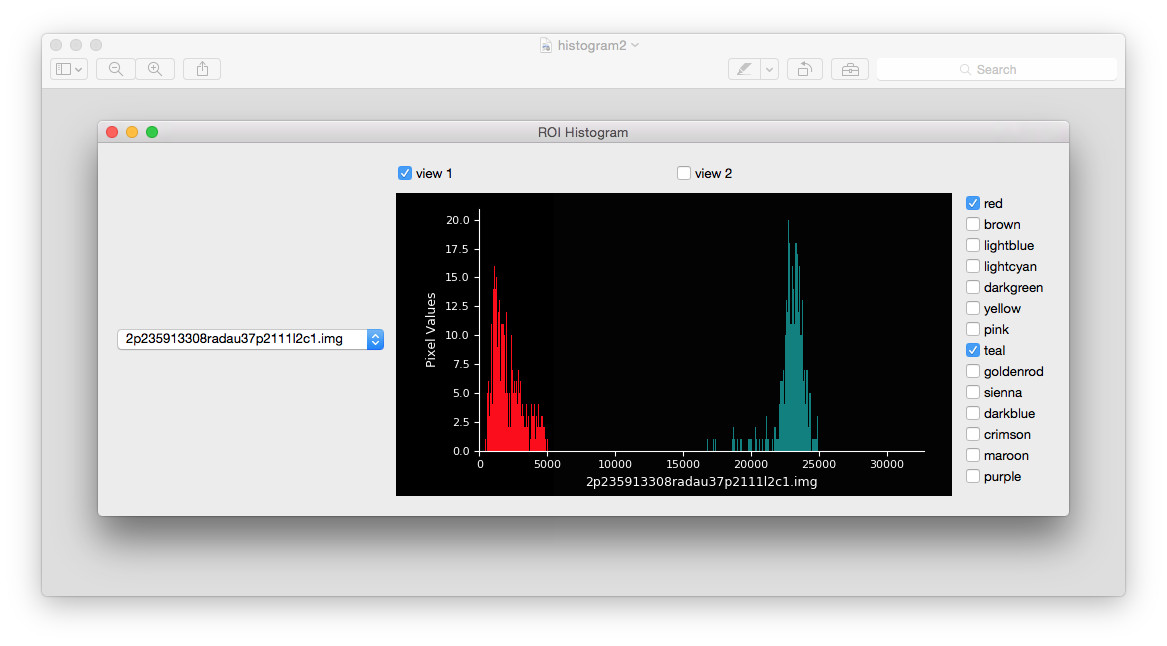 histogram2
Search
ROI Histogram
view 1
view 2
2p235913308radau37p2111l2c1.img
Pixel Values
20.0
17.5
15.0
12.5
10.0
7.5
5.0
2.5
0.0
0 5000 10000 15000 20000 25000 30000
2p235913308radau37p2111l2c1.img
red
brown
lightblue
lightcyan
darkgreen
yellow
pink
teal
goldenrod
sienna
darkblue
crimson
maroon
purple